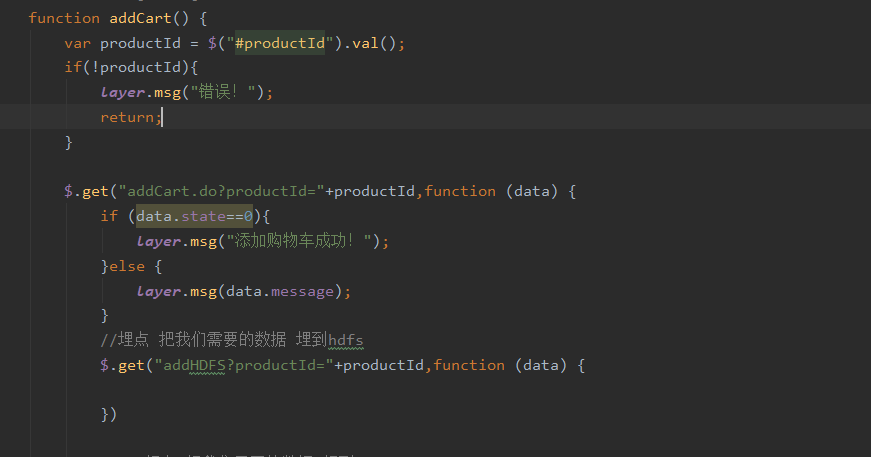 function addCart() {
var productId = $("#productId").val();
if(!productId){
layer.msg("错误！");
return;
}
$.get("addCart.do?productId="+productId,function (data) {
if (data.state==0){
layer.msg("添加购物车成功！");
}else {
layer.msg(data.message);
}
//埋点 把我们需要的数据 埋到hdfs
$.get("addHDFS?productId="+productId,function (data) {
})